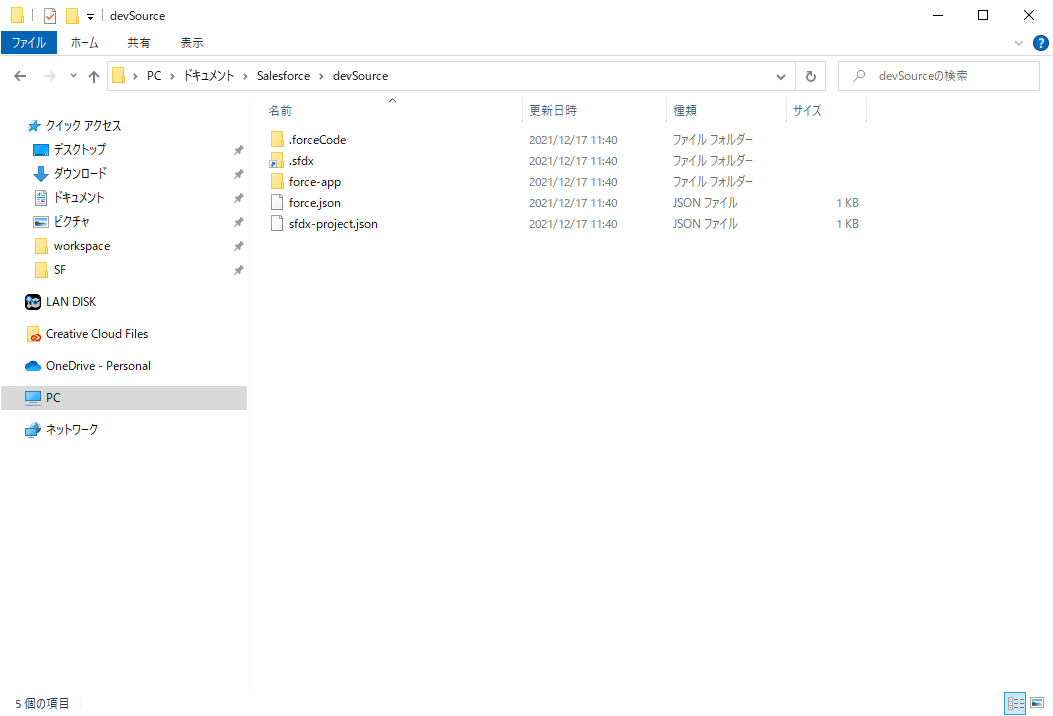 devSource
ファイル ホーム 共有 表示
PC › ドキュメント › Salesforce › devSource
devSourceの検索
クイック アクセス
デスクトップ
ダウンロード
ドキュメント
ピクチャ
workspace
SF
LAN DISK
Creative Cloud Files
OneDrive - Personal
PC
ネットワーク
名前 更新日時 種類 サイズ
.forceCode 2021/12/17 11:40 ファイル フォルダー
.sfdx 2021/12/17 11:40 ファイル フォルダー
force-app 2021/12/17 11:40 ファイル フォルダー
force.json 2021/12/17 11:40 JSON ファイル 1 KB
sfdx-project.json 2021/12/17 11:40 JSON ファイル 1 KB
5 個の項目